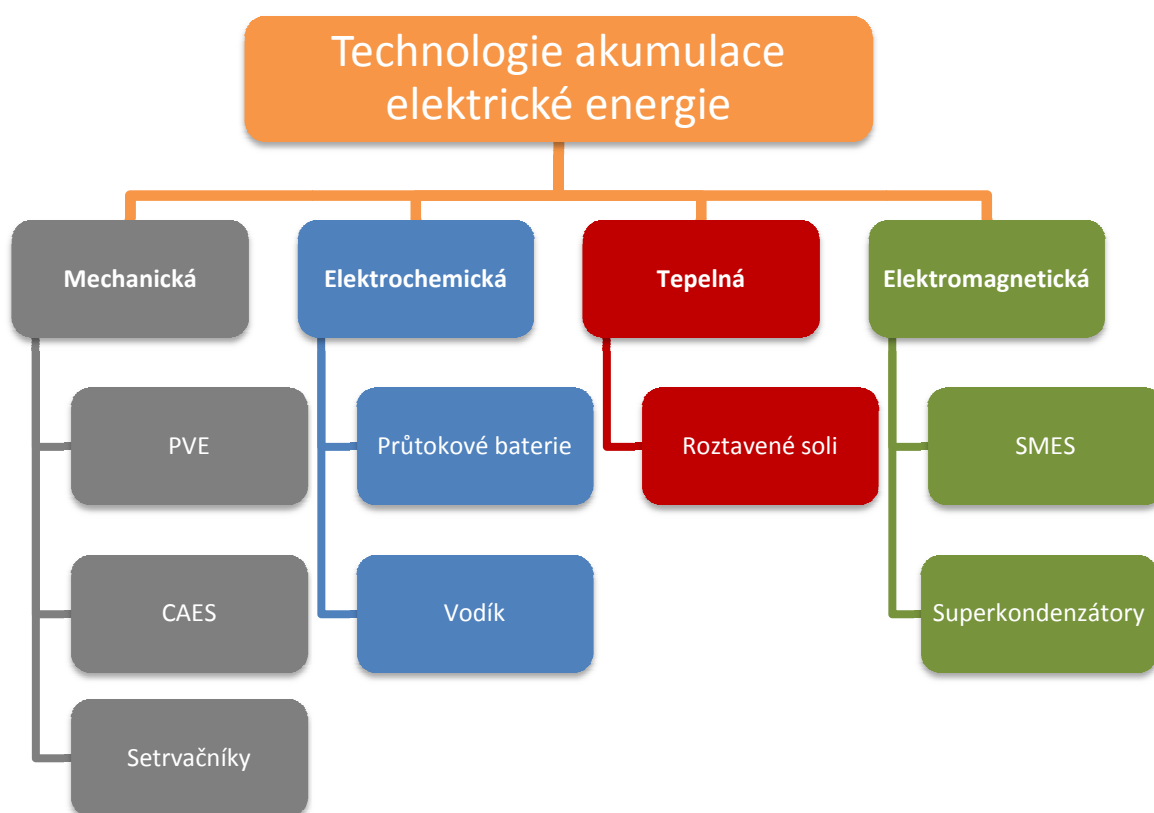 Technologie akumulace
elektrické energie
Mechanická
Elektrochemická
Tepelná
Elektromagnetická
PVE
Průtokové baterie
Roztavené soli
SMES
CAES
Vodík
Superkondenzátory
Setrvačníky